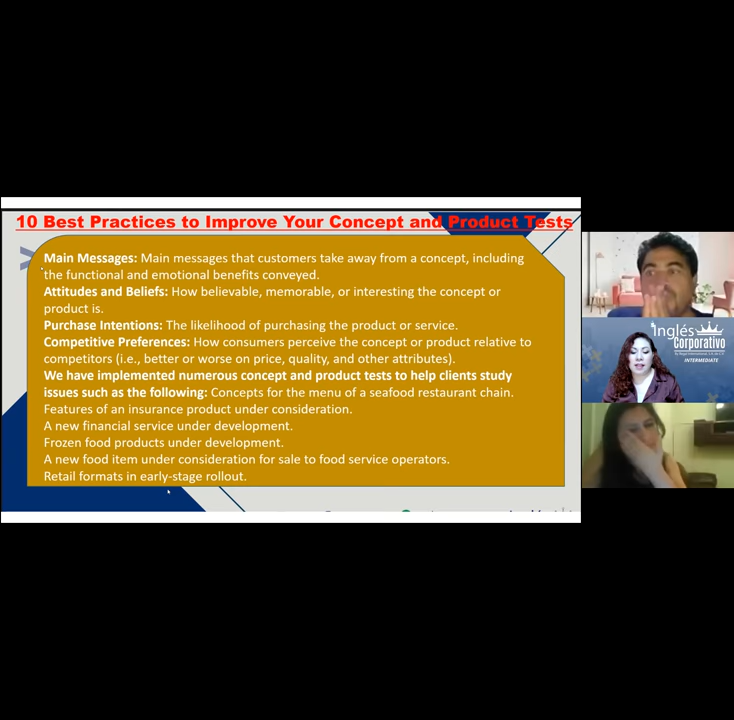 10 Best Practices to Improve Your Concept and Product Tests
Main Messages: Main messages that customers take away from a concept, including
the functional and emotional benefits conveyed.
Attitudes and Beliefs: How believable, memorable, or interesting the concept or
product is.
Purchase Intentions: The likelihood of purchasing the product or service.
Competitive Preferences: How consumers perceive the concept or product relative to
competitors (i.e., better or worse on price, quality, and other attributes).
We have implemented numerous concept and product tests to help clients study
issues such as the following: Concepts for the menu of a seafood restaurant chain.
Features of an insurance product under consideration.
A new financial service under development.
Frozen food products under development.
A new food item under consideration for sale to food service operators.
Retail formats in early-stage rollout.
Inglés
Corporativo
INTERMEDIATE